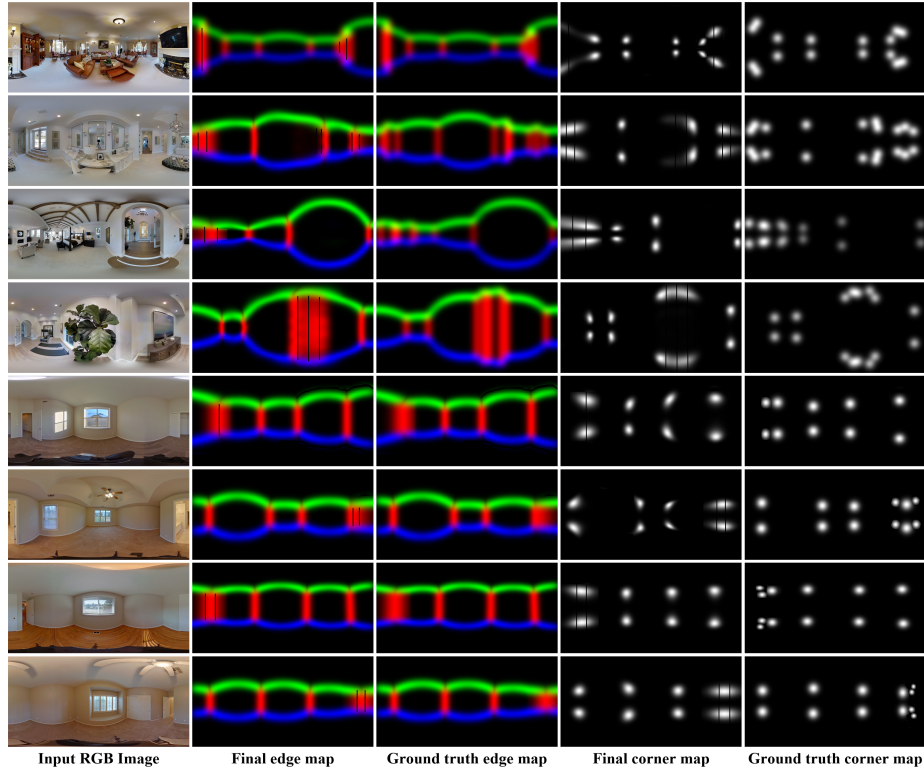 Input RGB Image
Final edge map
Ground truth edge map
Final corner map
Ground truth corner map